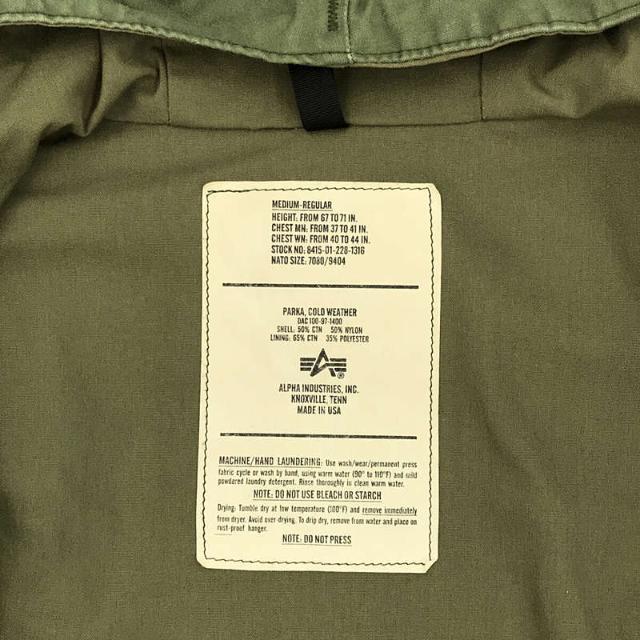 MEDIUM-REGULAR
HEIGHT: FROM 67 TO 71 IN.
CHEST MN: FROM 37 TO 41 IN.
CHEST WN: FROM 40 TO 44 IN.
STOCK NO: 8415-01-228-1316
NATO SIZE: 7080/9404
PARKA, COLD WEATHER
DAC 100-97-1400
SHELL: 50% CTN 50% NYLON
LINING: 65% CTN 35% POLYESTER
A®
ALPHA INDUSTRIES, INC.
KNOXVILLE, TENN
MADE IN USA
MACHINE/HAND LAUNDERING: Use wash/wear/permanent press
fabric cycle or wash by hand, using warm water (90° to 110°F) and mild
powdered laundry detergent. Rinse thoroughly in clean warm water.
NOTE: DO NOT USE BLEACH OR STARCH
Drying: Tumble dry at low temperature (100°F) and remove immediately
from dryer. Avoid over-drying. To drip dry, remove from water and place on
rust-proof hanger.
NOTE: DO NOT PRESS